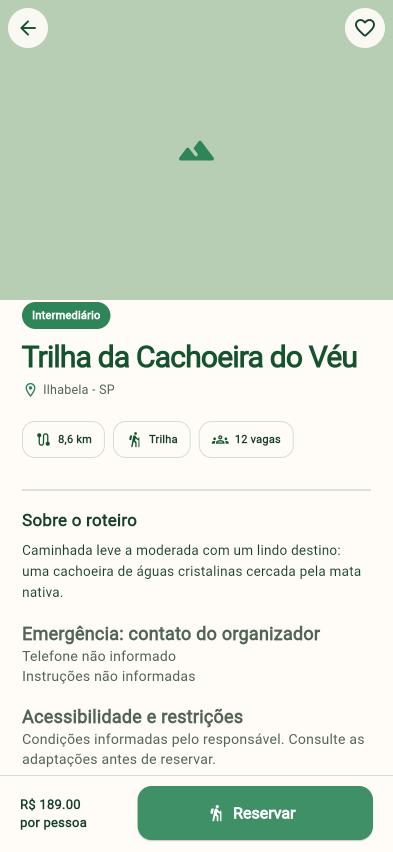 Intermediário
Trilha da Cachoeira do Véu
Ilhabela - SP
8,6 km
Trilha
12 vagas
Sobre o roteiro
Caminhada leve a moderada com um lindo destino:
uma cachoeira de águas cristalinas cercada pela mata
nativa.
Emergência: contato do organizador
Telefone não informado
Instruções não informadas
Acessibilidade e restrições
Condições informadas pelo responsável. Consulte as
adaptações antes de reservar.
R$ 189.00
por pessoa
Reservar